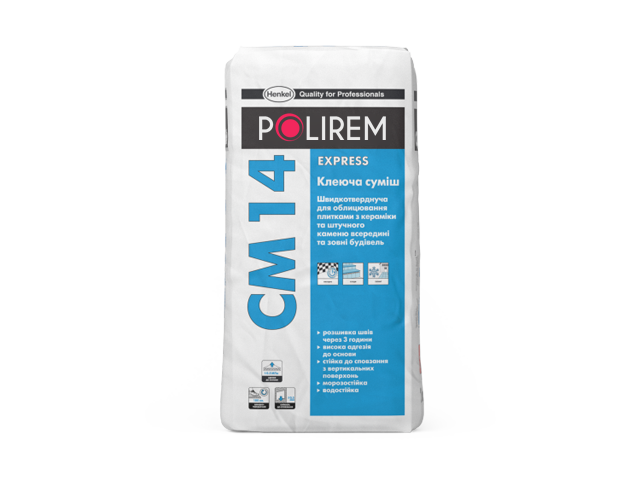 Henkel Quality for Professionals
POLIREM
CM 14
EXPRESS
Клеюча суміш
Швидкотверднуча
для облицювання
плитками з кераміки
та штучного
каменю всередині
та зовні будівель
• розшивка швів
через 3 години
• висока адгезія
до основи
• стійка до сповзання
з вертикальних
поверхонь
• морозостійка
• водостійка